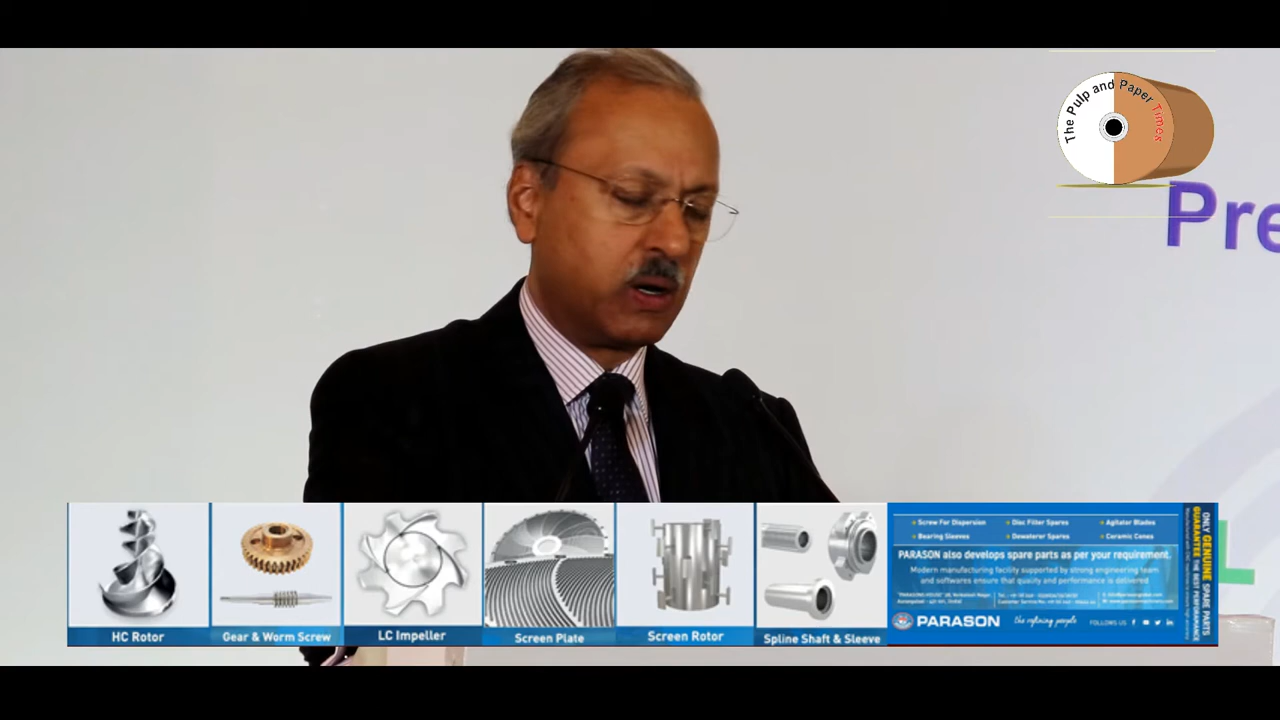 The Pulp and Paper Times
Pre
HC Rotor
Gear & Worm Screw
LC Impeller
Screen Plate
Screen Rotor
Spline Shaft & Sleeve
Screw For Dispersion
Disc Filter Spares
Agitator Blades
Bearing Sleeves
Dewaterer Spares
Ceramic Cones
PARASON also develops spare parts as per your requirement.
Modern manufacturing facility supported by strong engineering team
and softwares ensure that quality and performance is delivered
PARASON
the refining people
FOLLOWS US
ONLY GENUINE SPARE PARTS
GUARANTEE THE BEST PERFORMANCE
L